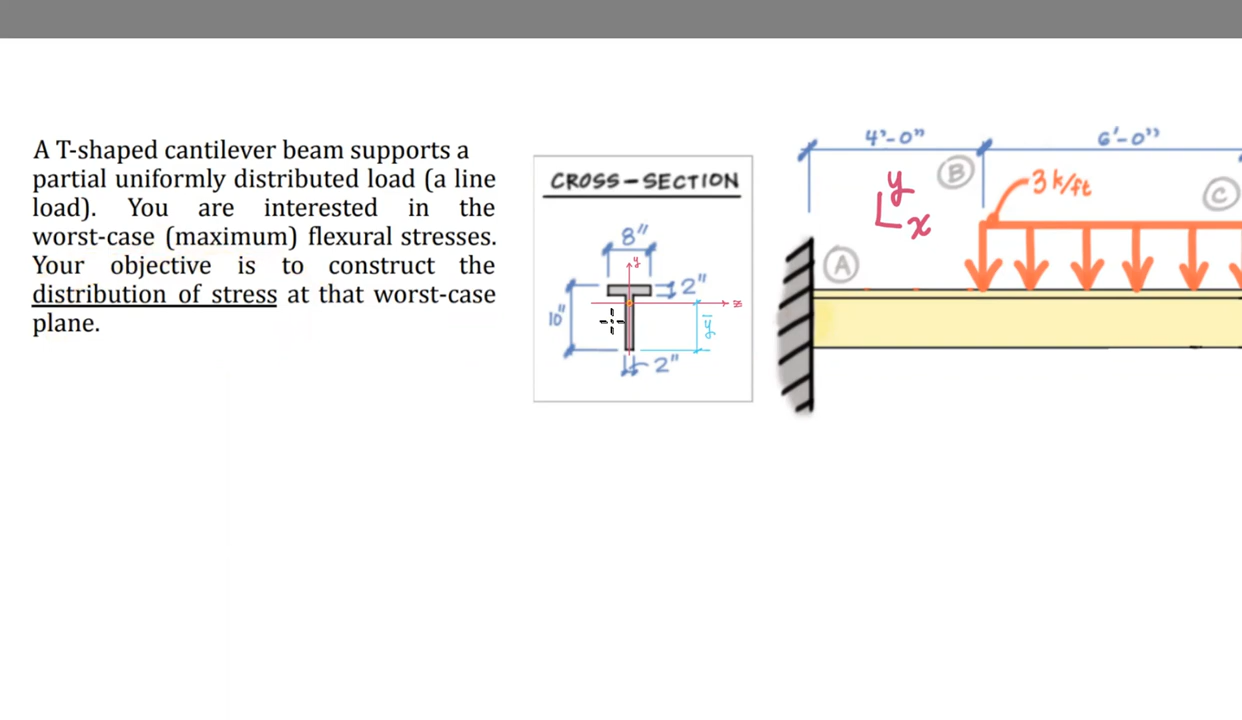 A T-shaped cantilever beam supports a
partial uniformly distributed load (a line
load). You are interested in the
worst-case (maximum) flexural stresses.
Your objective is to construct the
distribution of stress at that worst-case
plane.
CROSS-SECTION
8"
y
2"
z
10"
ȳ
2"
4'-0"
6'-0"
B
3k/ft
C
y
x
A